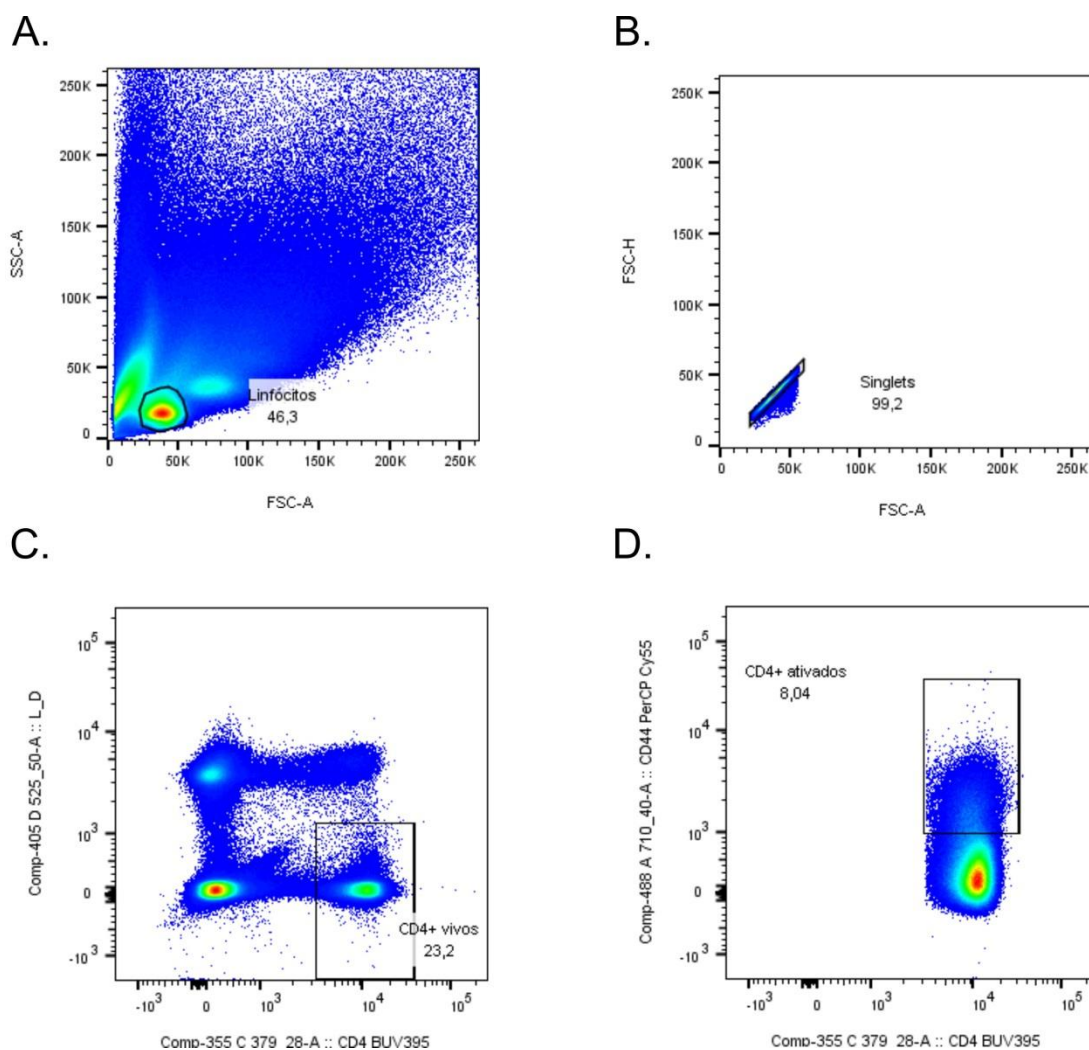 A.
250K
200K
150K
100K
50K
0
SSC-A
Linfócitos
46,3
0 50K 100K 150K 200K 250K
FSC-A
B.
250K
200K
150K
100K
50K
0
FSC-H
Singlets
99,2
0 50K 100K 150K 200K 250K
FSC-A
C.
10^5
10^4
10^3
0
-10^3
Comp-405 D 525_50-A :: L_D
CD4+ vivos
23,2
-10^3 0 10^3 10^4 10^5
Comp-355 C 379_28-A :: CD4 BUV395
D.
10^5
10^4
10^3
0
-10^3
Comp-488 A 710_40-A :: CD44 PerCP Cy55
CD4+ ativados
8,04
-10^3 0 10^3 10^4 10^5
Comp-355 C 379_28-A :: CD4 BUV395